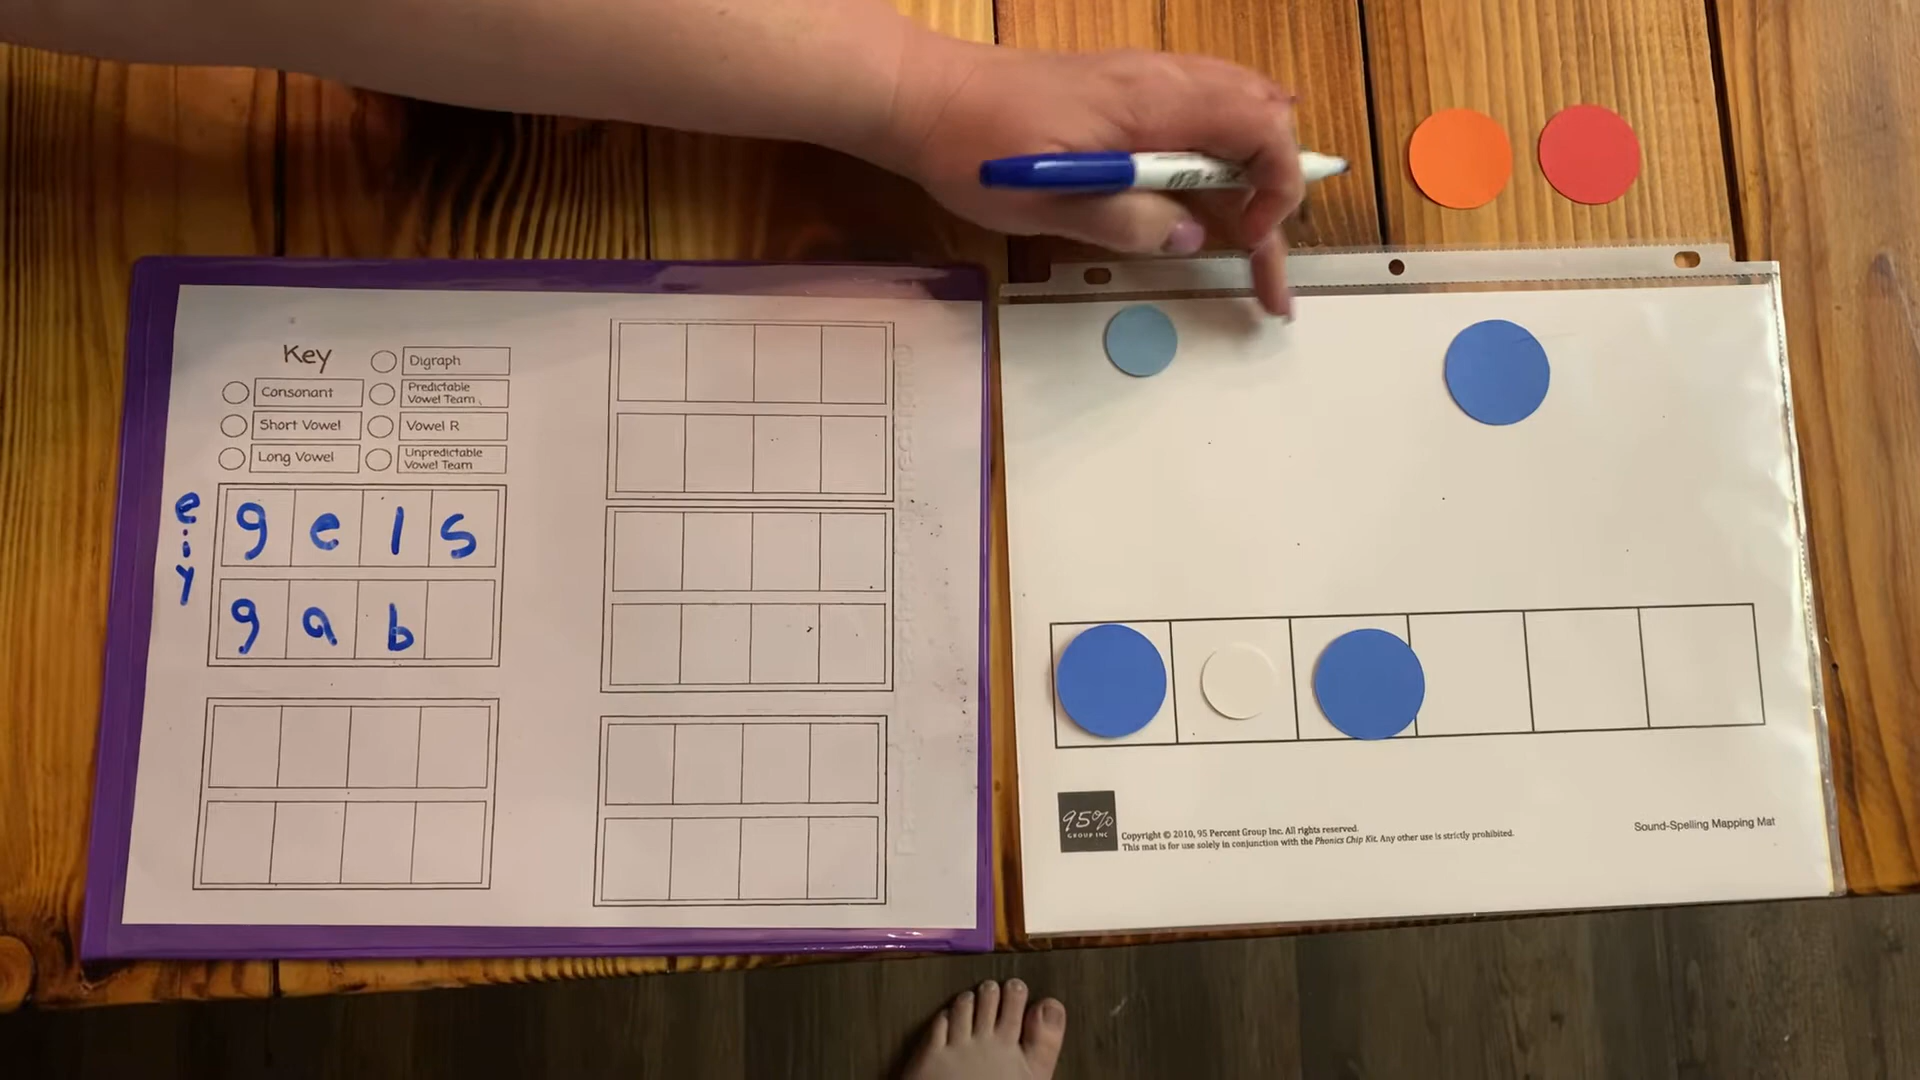 Key
Digraph
Consonant
Predictable
Vowel Team
Short Vowel
Vowel R
Long Vowel
Unpredictable
Vowel Team
e
i
y
g e l s
g a b
95%
GROUP INC
Copyright © 2010, 95 Percent Group Inc. All rights reserved.
This mat is for use solely in conjunction with the Phonics Chip Kit. Any other use is strictly prohibited.
Sound-Spelling Mapping Mat